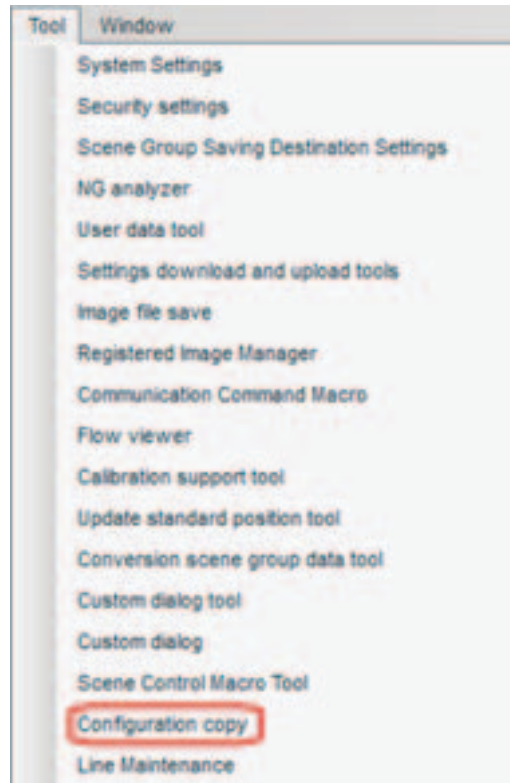 Tool Window
System Settings
Security settings
Scene Group Saving Destination Settings
NG analyzer
User data tool
Settings download and upload tools
Image file save
Registered Image Manager
Communication Command Macro
Flow viewer
Calibration support tool
Update standard position tool
Conversion scene group data tool
Custom dialog tool
Custom dialog
Scene Control Macro Tool
Configuration copy
Line Maintenance